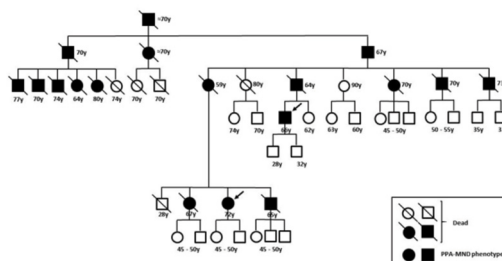 ≈70y
70y
≈70y
67y
77y 70y 74y 64y 80y 74y 70y 70y
59y 80y 64y 90y 70y 70y
74y 70y 62y 63y 60y 45 - 50y 50 - 55y 35y
28y 32y
28y 67y 72y 65y
45 - 50y 45 - 50y 45 - 50y
Dead
PPA-MND phenotype